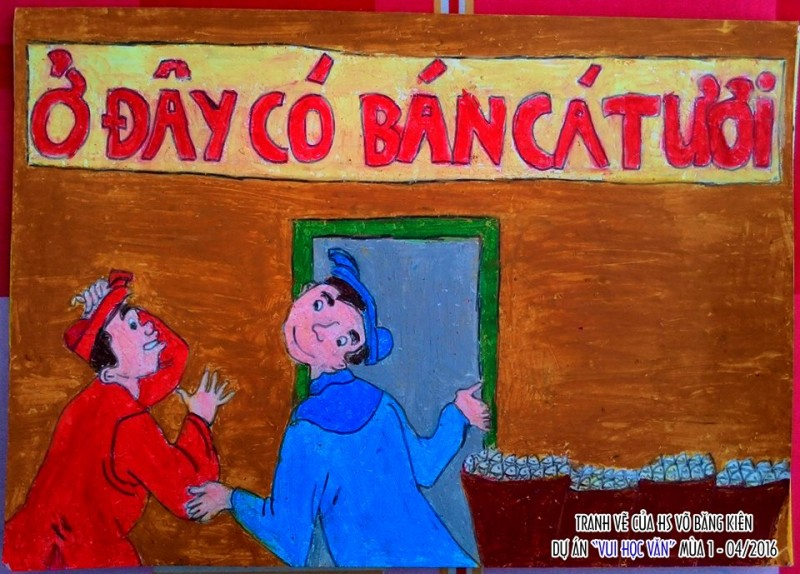 Ở ĐÂY CÓ BÁN CÁ TƯƠI
TRANH VẼ CỦA HS VÕ BĂNG KIÊN
DỰ ÁN "VUI HỌC VĂN" MÙA 1 - 04/2016